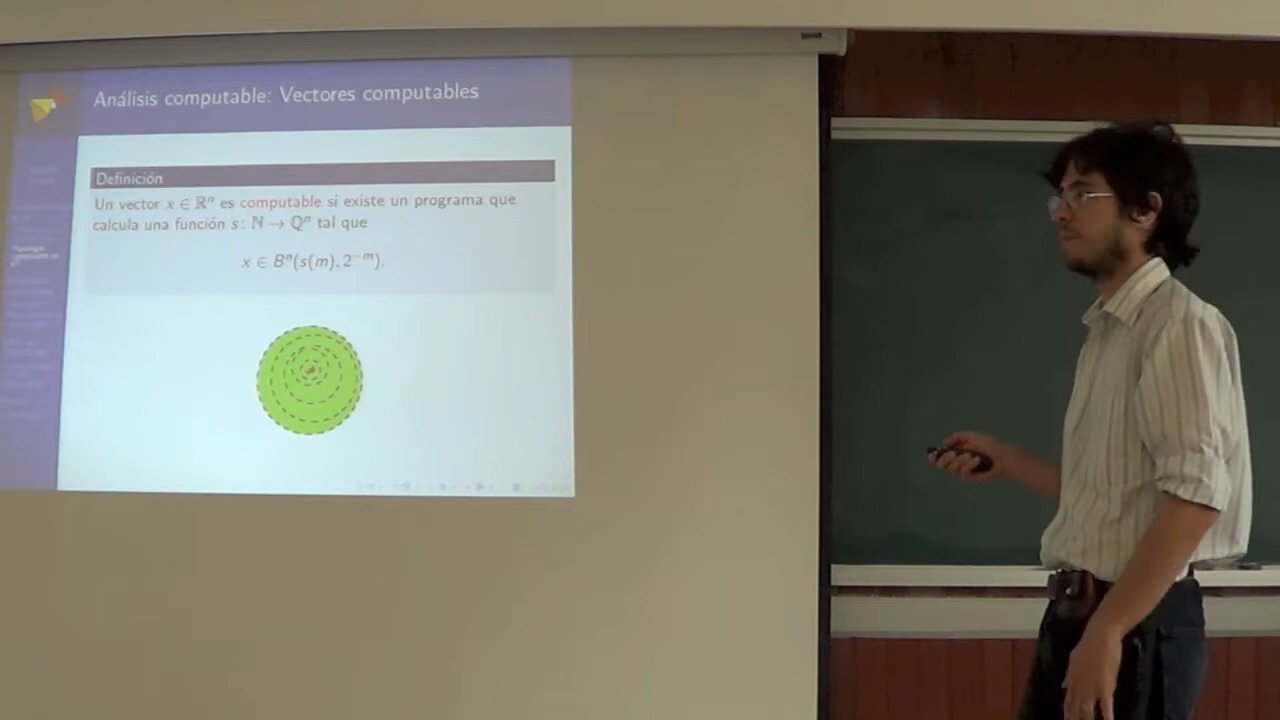 Análisis computable: Vectores computables
Definición
Un vector x ∈ ℝⁿ es computable si existe un programa que
calcula una función s: ℕ → ℚⁿ tal que
x ∈ Bⁿ(s(m), 2⁻ᵐ).